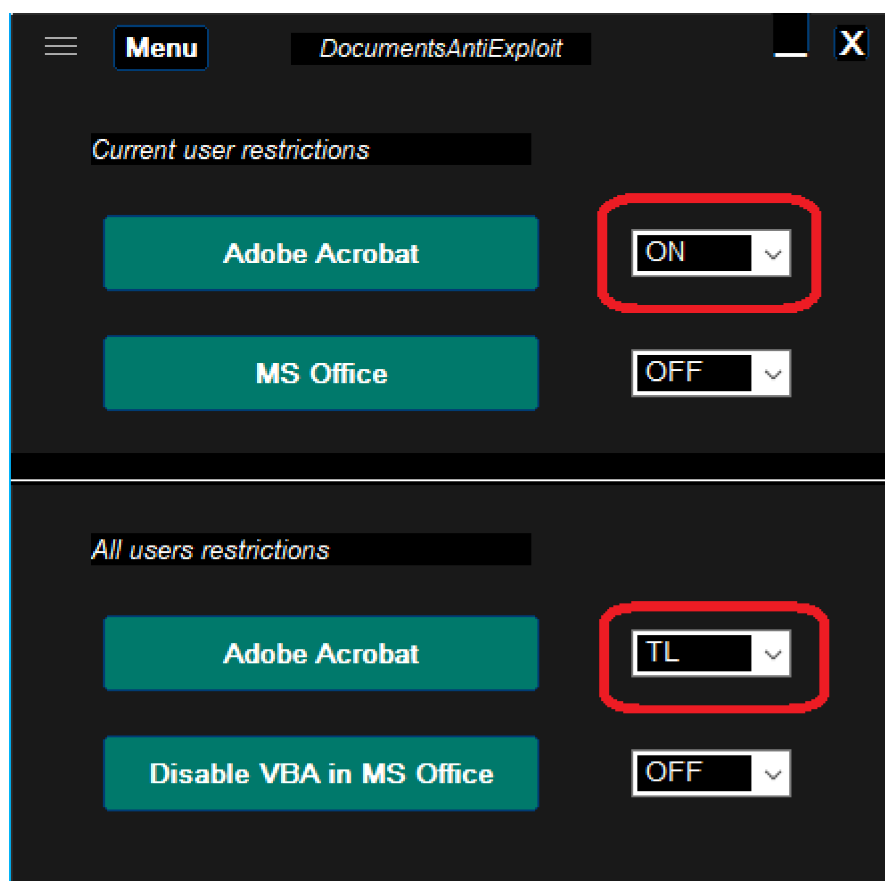 Menu DocumentsAntiExploit _ X
Current user restrictions
Adobe Acrobat ON
MS Office OFF
All users restrictions
Adobe Acrobat TL
Disable VBA in MS Office OFF